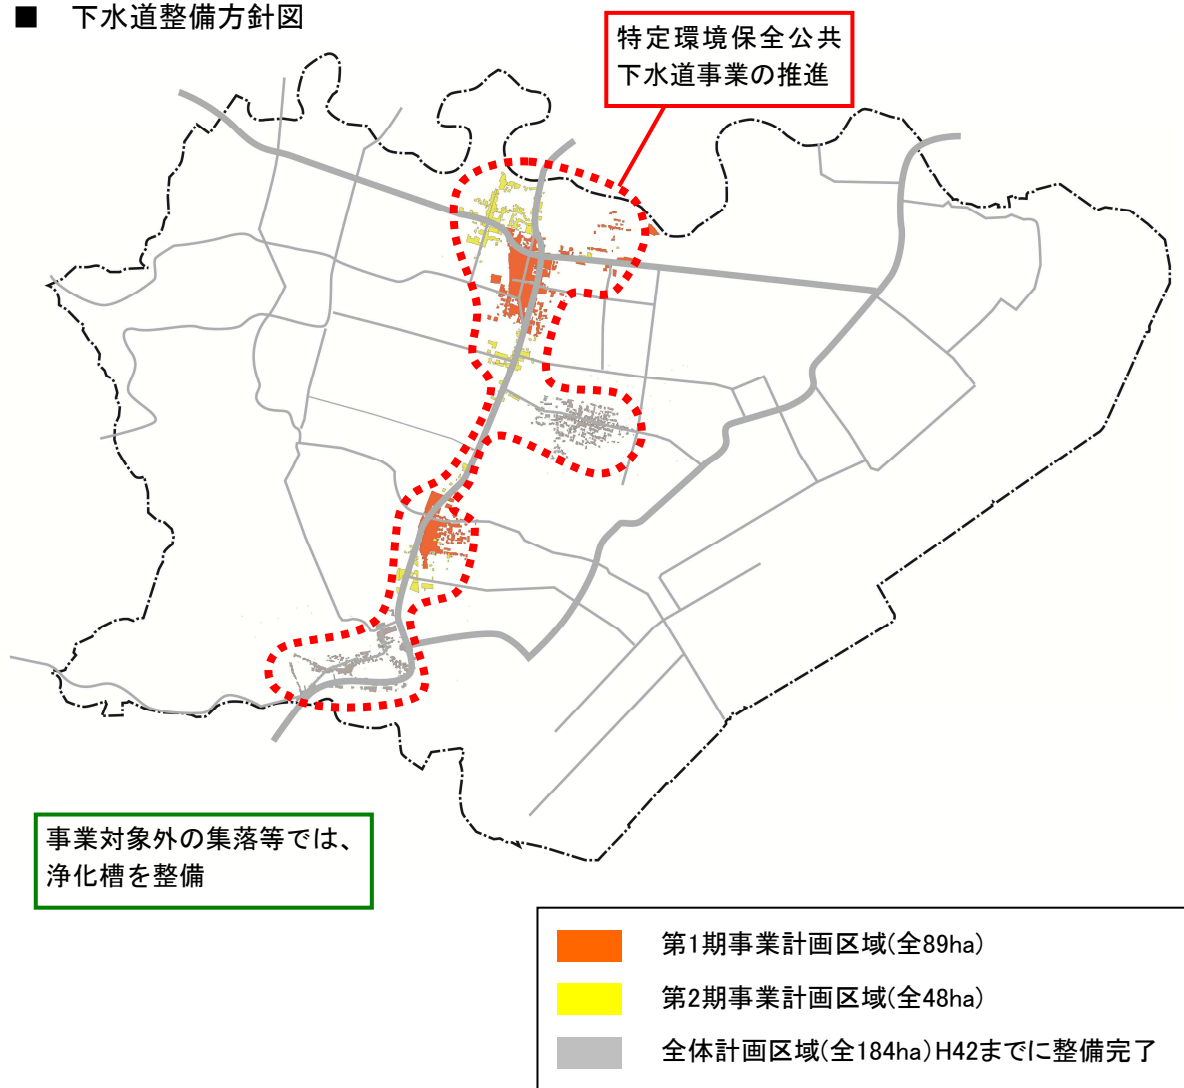 ■ 下水道整備方針図
特定環境保全公共
下水道事業の推進
事業対象外の集落等では、
浄化槽を整備
第1期事業計画区域(全89ha)
第2期事業計画区域(全48ha)
全体計画区域(全184ha)H42までに整備完了